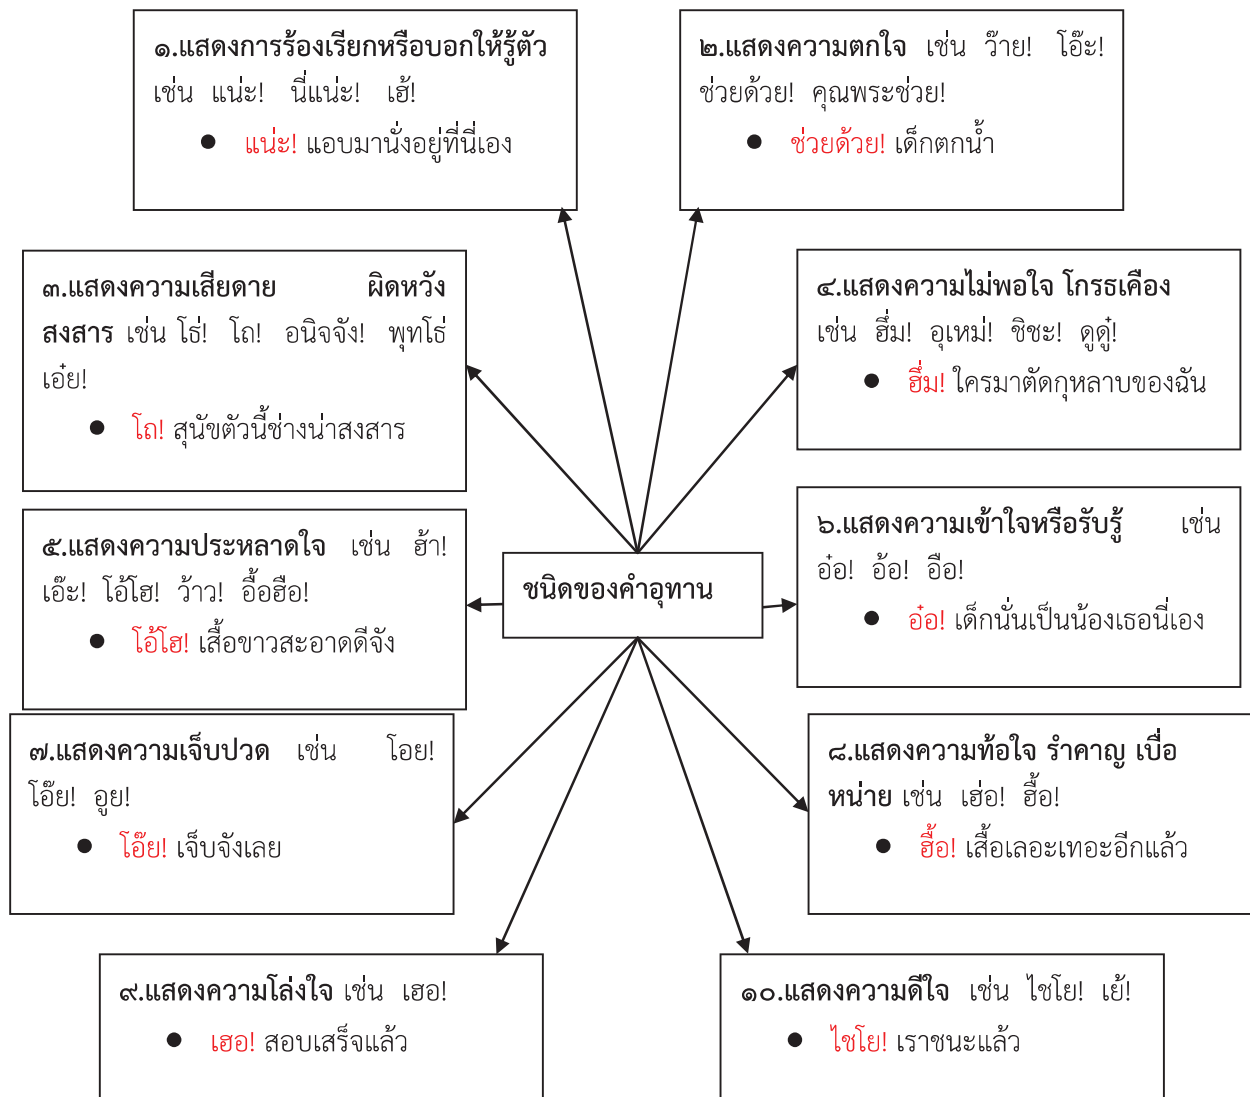 ๑.แสดงการร้องเรียกหรือบอกให้รู้ตัว
เช่น แน่ะ! นี่แน่ะ! เฮ้!
● แน่ะ! แอบมานั่งอยู่ที่นี่เอง
๒.แสดงความตกใจ เช่น ว๊าย! โอ๊ะ!
ช่วยด้วย! คุณพระช่วย!
● ช่วยด้วย! เด็กตกน้ำ
๓.แสดงความเสียดาย ผิดหวัง
สงสาร เช่น โธ่! โถ! อนิจจัง! พุทโธ่
เอ๋ย!
● โถ! สุนัขตัวนี้ช่างน่าสงสาร
๔.แสดงความไม่พอใจ โกรธเคือง
เช่น ฮึ่ม! อุเหม่! ชิชะ! ดูดู๋!
● ฮึ่ม! ใครมาตัดกุหลาบของฉัน
๕.แสดงความประหลาดใจ เช่น ฮ้า!
เอ๊ะ! โอ้โฮ! ว้าว! อื้อฮือ!
● โอ้โฮ! เสื้อขาวสะอาดดีจัง
ชนิดของคำอุทาน
๖.แสดงความเข้าใจหรือรับรู้ เช่น
อ๋อ! อ้อ! อือ!
● อ๋อ! เด็กนั่นเป็นน้องเธอนี่เอง
๗.แสดงความเจ็บปวด เช่น โอย!
โอ๊ย! อูย!
● โอ๊ย! เจ็บจังเลย
๘.แสดงความท้อใจ รำคาญ เบื่อ
หน่าย เช่น เฮ่อ! ฮื้อ!
● ฮื้อ! เสื้อเลอะเทอะอีกแล้ว
๙.แสดงความโล่งใจ เช่น เฮอ!
● เฮอ! สอบเสร็จแล้ว
๑๐.แสดงความดีใจ เช่น ไชโย! เย้!
● ไชโย! เราชนะแล้ว